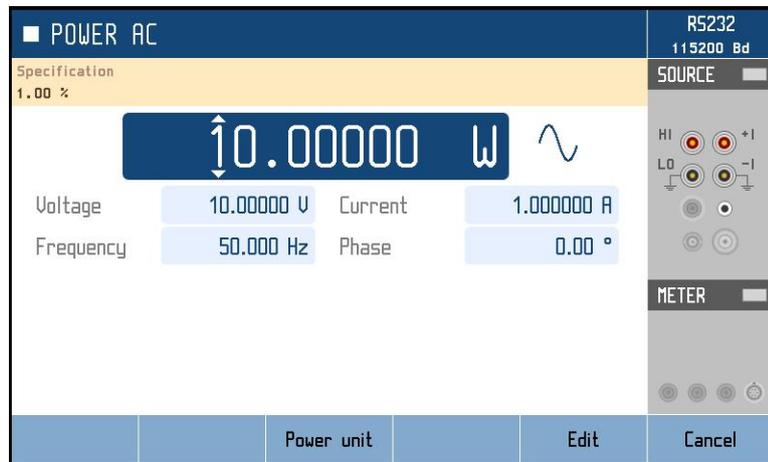 POWER AC
RS232
115200 Bd
Specification
1.00 %
SOURCE
10.00000 W
HI +I
LO -I
Voltage 10.00000 V Current 1.000000 A
Frequency 50.000 Hz Phase 0.00 °
METER
Power unit Edit Cancel